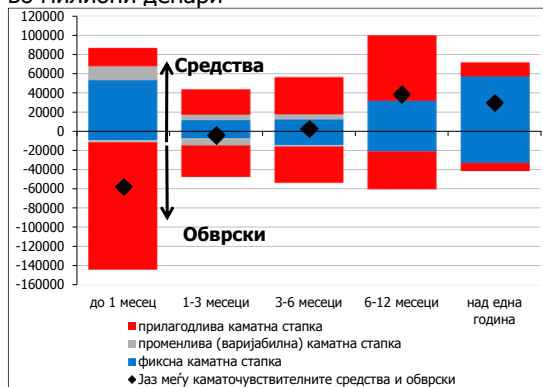 во милиони денари
120000
100000
80000
60000
40000
20000
0
-20000
-40000
-60000
-80000
-100000
-120000
-140000
-160000
Средства
Обврски
до 1 месец 1-3 месеци 3-6 месеци 6-12 месеци над една
година
прилагодлива каматна стапка
променлива (варијабилна) каматна стапка
фиксна каматна стапка
Јаз меѓу каматочувствителните средства и обврски